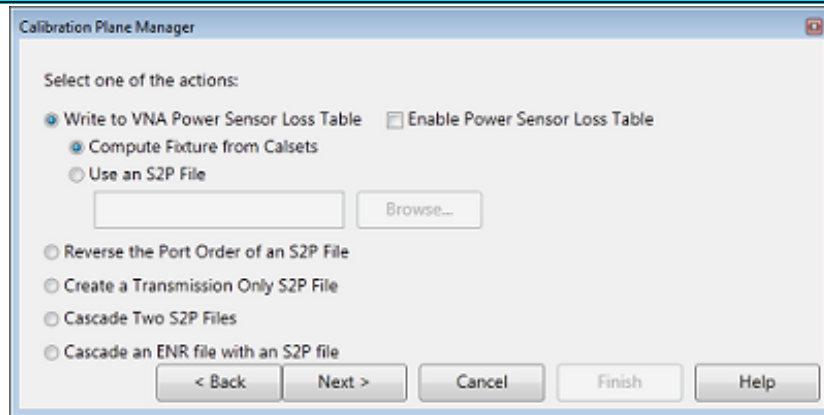 Calibration Plane Manager
Select one of the actions:
Write to VNA Power Sensor Loss Table Enable Power Sensor Loss Table
Compute Fixture from Calsets
Use an S2P File
Browse...
Reverse the Port Order of an S2P File
Create a Transmission Only S2P File
Cascade Two S2P Files
Cascade an ENR file with an S2P file
< Back Next > Cancel Finish Help